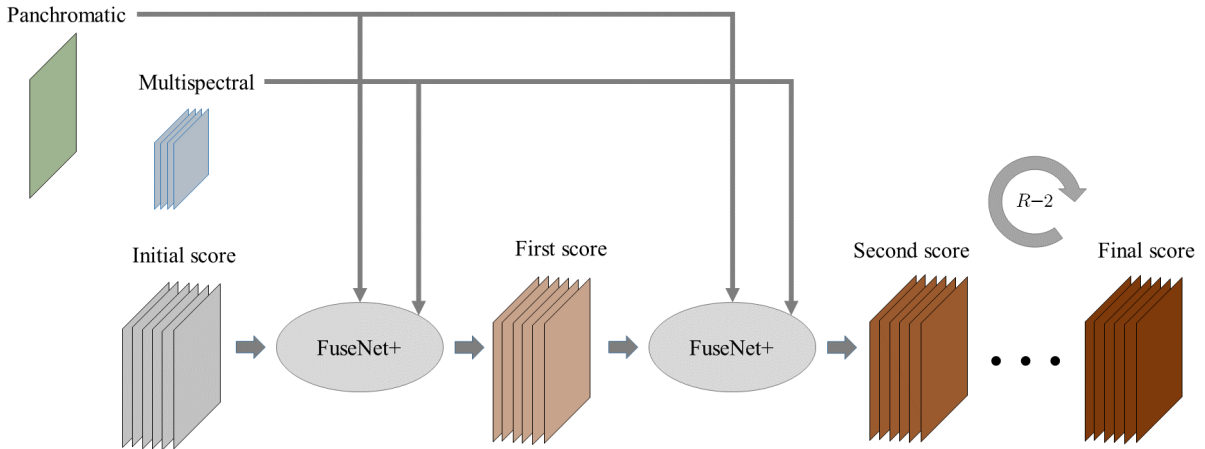 Panchromatic
Multispectral
R−2
Initial score
First score
Second score
Final score
FuseNet+
FuseNet+